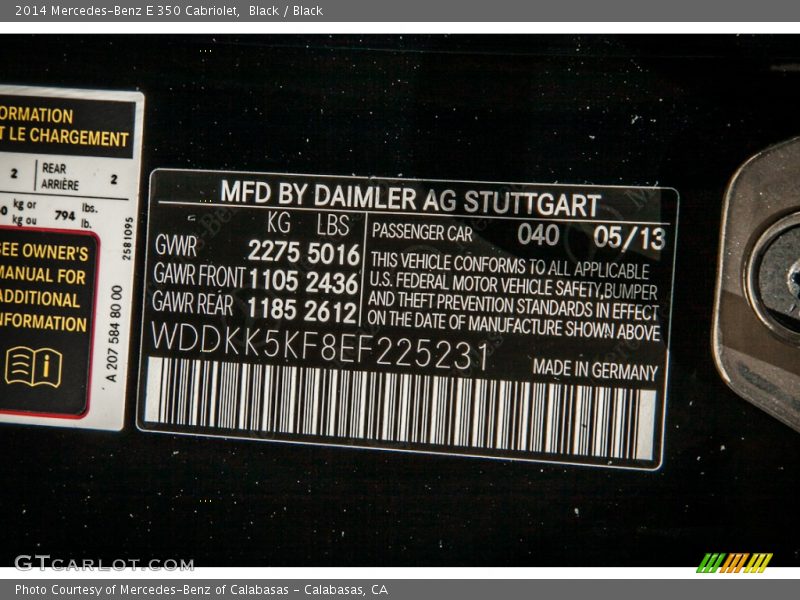 2014 Mercedes-Benz E 350 Cabriolet,  Black / Black
ORMATION
T LE CHARGEMENT
2 REAR ARRIÈRE 2
0 kg or kg ou 794 lbs. lb.
SEE OWNER'S
MANUAL FOR
ADDITIONAL
NFORMATION
2581095
A 207 584 80 00
MFD BY DAIMLER AG STUTTGART
KG LBS
GWR 2275 5016
GAWR FRONT 1105 2436
GAWR REAR 1185 2612
PASSENGER CAR 040 05/13
THIS VEHICLE CONFORMS TO ALL APPLICABLE
U.S. FEDERAL MOTOR VEHICLE SAFETY,BUMPER
AND THEFT PREVENTION STANDARDS IN EFFECT
ON THE DATE OF MANUFACTURE SHOWN ABOVE
WDDKK5KF8EF225231
MADE IN GERMANY
GTCARLOT.COM
Photo Courtesy of Mercedes-Benz of Calabasas - Calabasas, CA